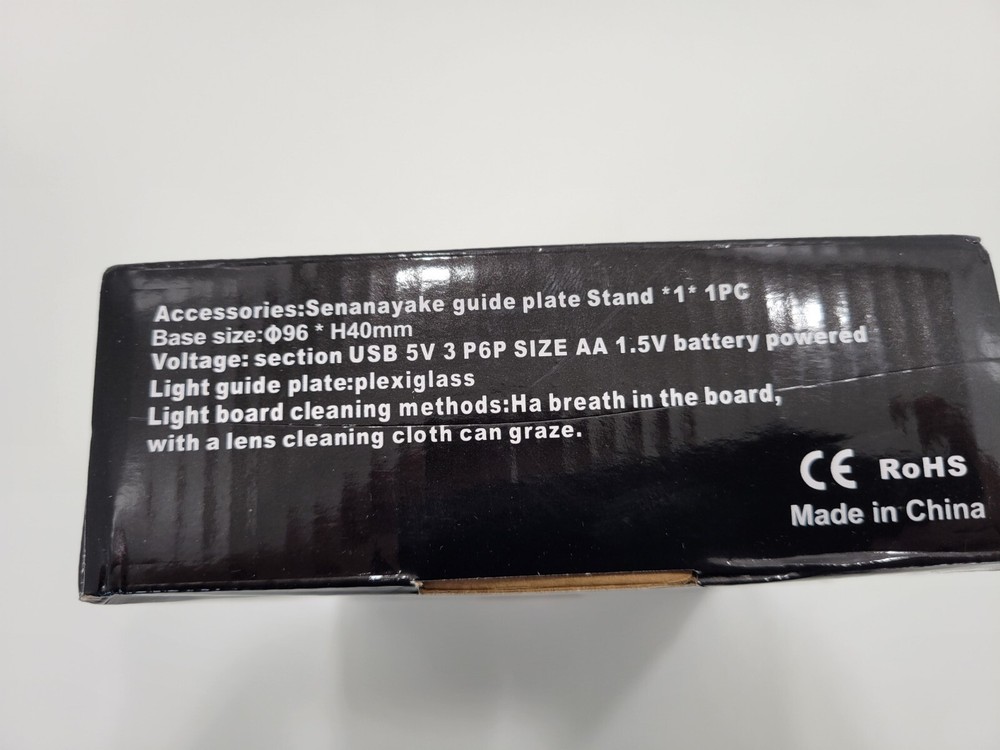 Accessories:Senanayake guide plate Stand *1* 1PC
Base size:Φ96 * H40mm
Voltage: section USB 5V 3 P6P SIZE AA 1.5V battery powered
Light guide plate:plexiglass
Light board cleaning methods:Ha breath in the board,
with a lens cleaning cloth can graze.
CE RoHS
Made in China